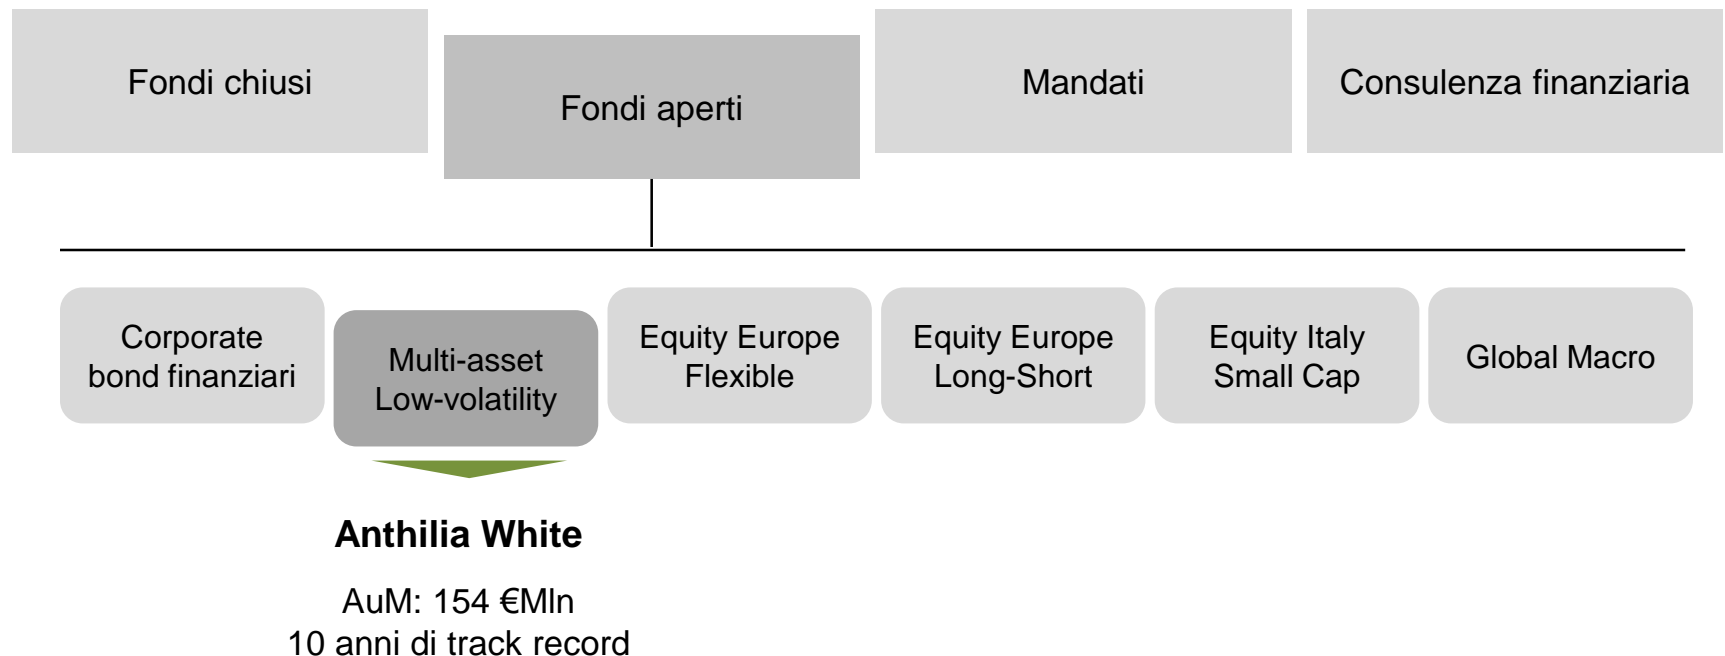 Fondi chiusi
Fondi aperti
Mandati
Consulenza finanziaria
Corporate
bond finanziari
Multi-asset
Low-volatility
Equity Europe
Flexible
Equity Europe
Long-Short
Equity Italy
Small Cap
Global Macro
Anthilia White
AuM: 154 €Mln
10 anni di track record